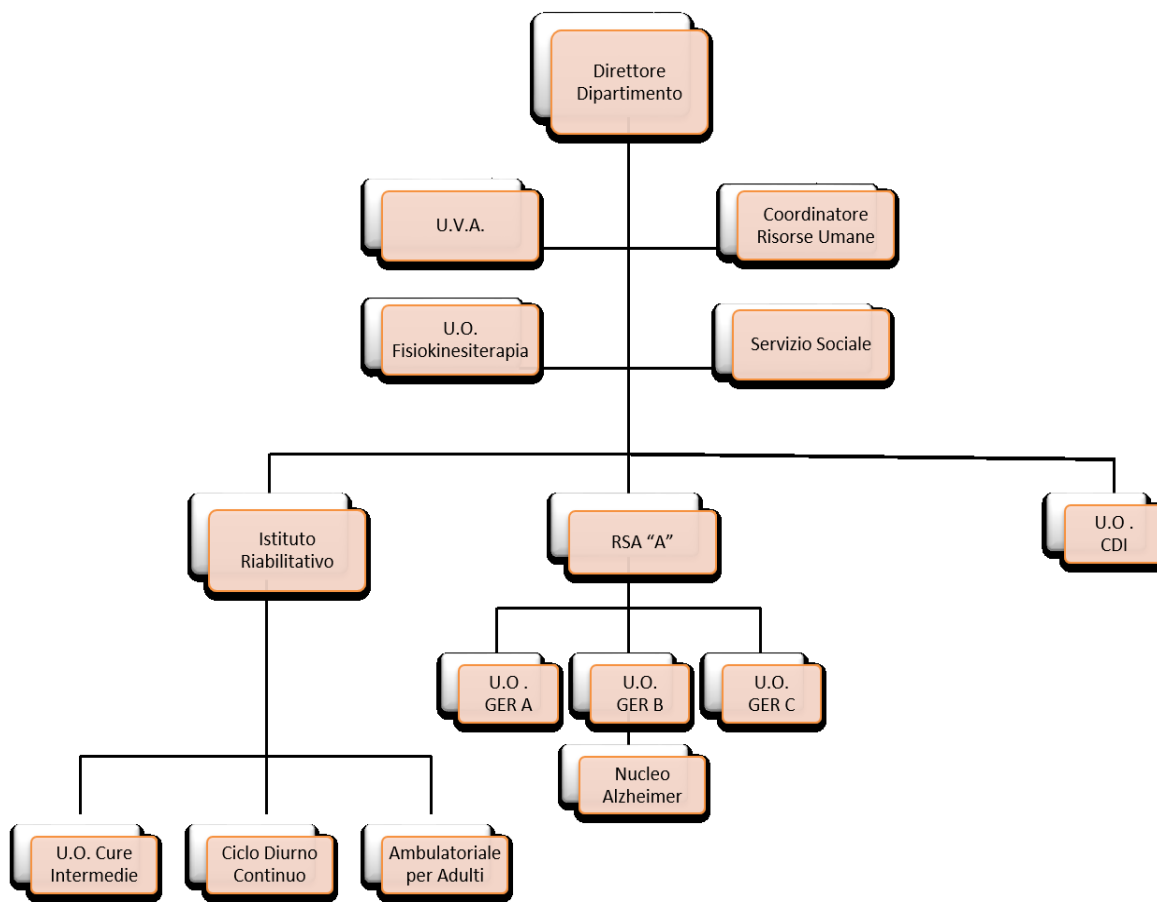 Direttore
Dipartimento
U.V.A.
Coordinatore
Risorse Umane
U.O.
Fisiokinesiterapia
Servizio Sociale
Istituto
Riabilitativo
RSA “A”
U.O .
CDI
U.O .
GER A
U.O.
GER B
U.O.
GER C
Nucleo
Alzheimer
U.O. Cure
Intermedie
Ciclo Diurno
Continuo
Ambulatoriale
per Adulti